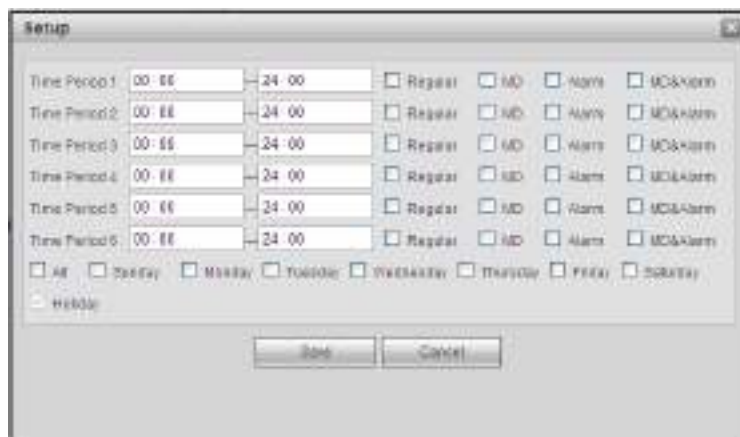 Setup
Time Period 1 00:00 – 24:00 Regular MD Alarm MD&Alarm
Time Period 2 00:00 – 24:00 Regular MD Alarm MD&Alarm
Time Period 3 00:00 – 24:00 Regular MD Alarm MD&Alarm
Time Period 4 00:00 – 24:00 Regular MD Alarm MD&Alarm
Time Period 5 00:00 – 24:00 Regular MD Alarm MD&Alarm
Time Period 6 00:00 – 24:00 Regular MD Alarm MD&Alarm
All Sunday Monday Tuesday Wednesday Thursday Friday Saturday
Holiday
Save Cancel